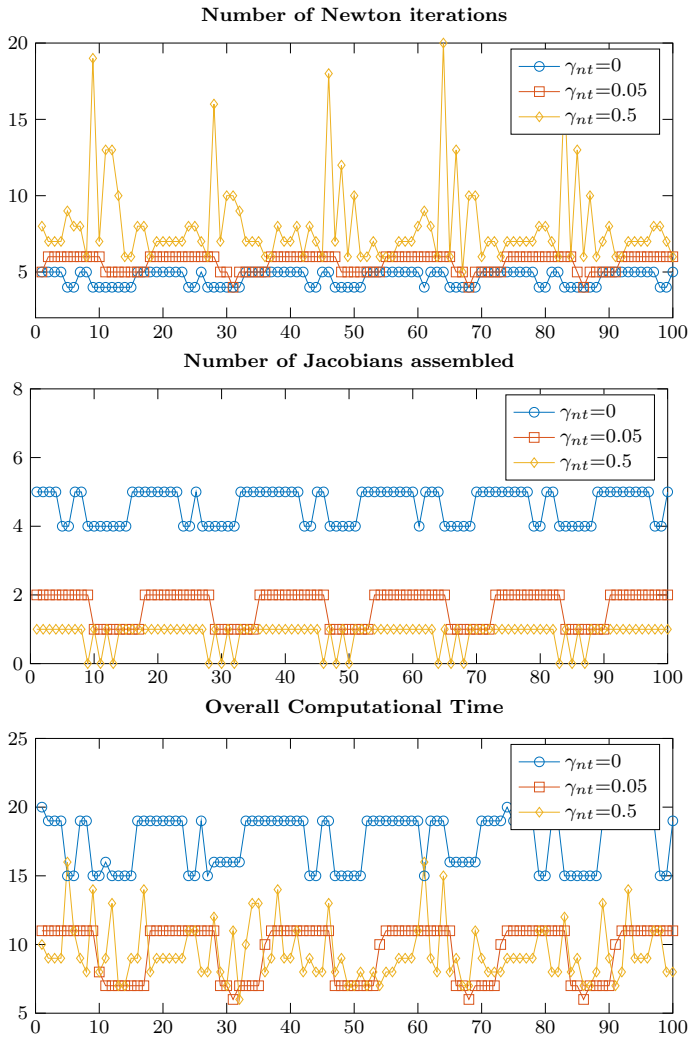 Number of Newton iterations
20
15
10
5
γnt=0
γnt=0.05
γnt=0.5
0 10 20 30 40 50 60 70 80 90 100
Number of Jacobians assembled
8
6
4
2
0
γnt=0
γnt=0.05
γnt=0.5
0 10 20 30 40 50 60 70 80 90 100
Overall Computational Time
25
20
15
10
5
γnt=0
γnt=0.05
γnt=0.5
0 10 20 30 40 50 60 70 80 90 100